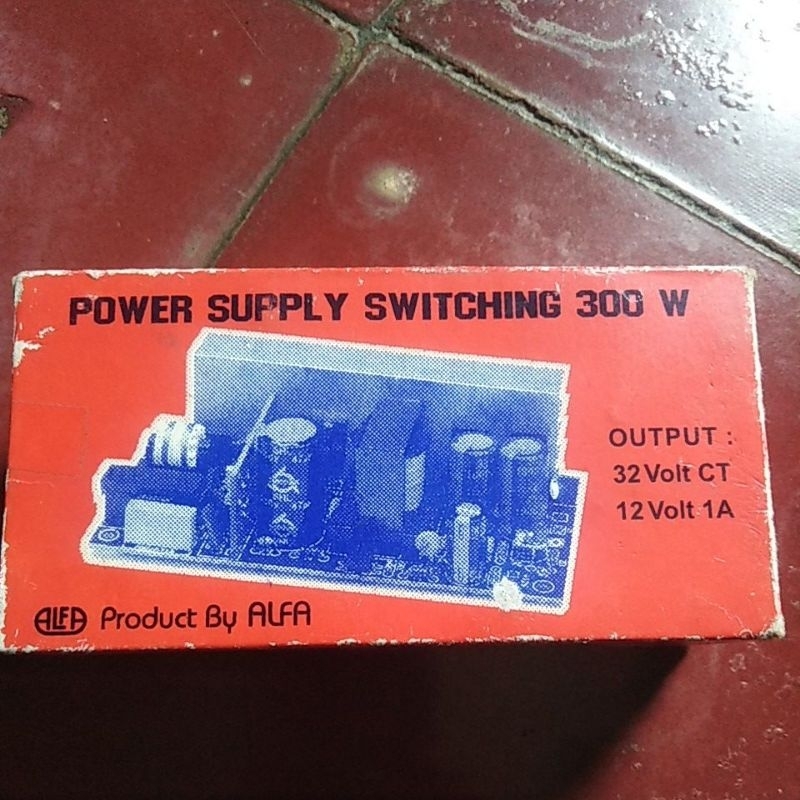 POWER SUPPLY SWITCHING 300 W
OUTPUT :
32 Volt CT
12 Volt 1A
ALFA Product By ALFA